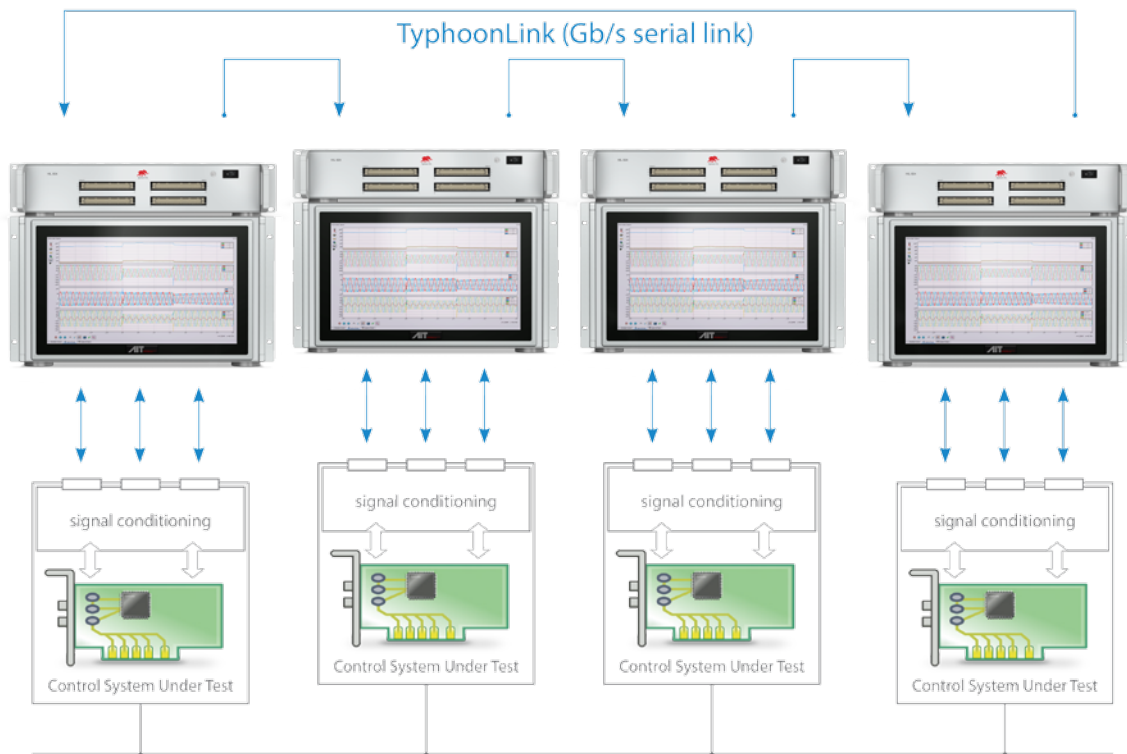 TyphoonLink (Gb/s serial link)
signal conditioning
signal conditioning
signal conditioning
signal conditioning
Control System Under Test
Control System Under Test
Control System Under Test
Control System Under Test